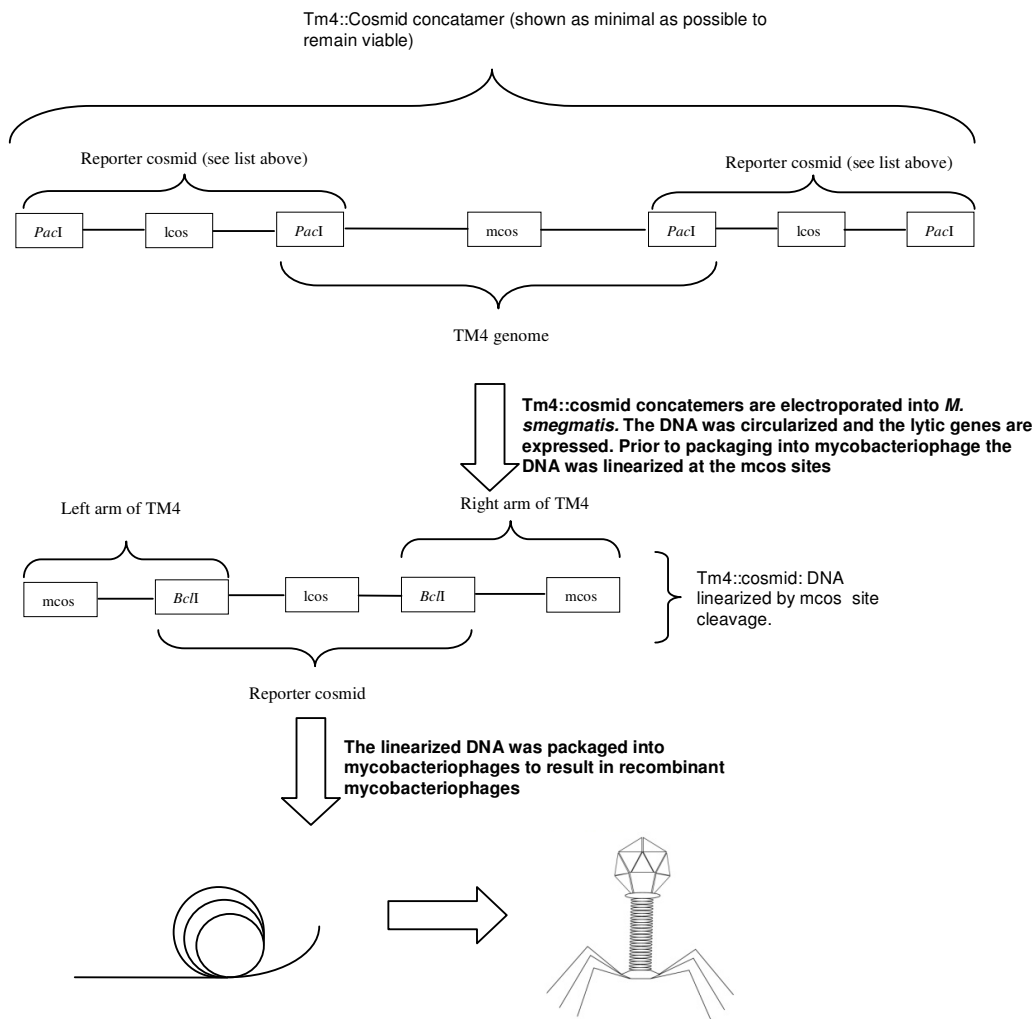 Tm4::Cosmid concatamer (shown as minimal as possible to
remain viable)
Reporter cosmid (see list above)
Reporter cosmid (see list above)
PacI
lcos
PacI
mcos
PacI
lcos
PacI
TM4 genome
Tm4::cosmid concatemers are electroporated into M.
smegmatis. The DNA was circularized and the lytic genes are
expressed. Prior to packaging into mycobacteriophage the
DNA was linearized at the mcos sites
Left arm of TM4
Right arm of TM4
mcos
BclI
lcos
BclI
mcos
Tm4::cosmid: DNA
linearized by mcos site
cleavage.
Reporter cosmid
The linearized DNA was packaged into
mycobacteriophages to result in recombinant
mycobacteriophages